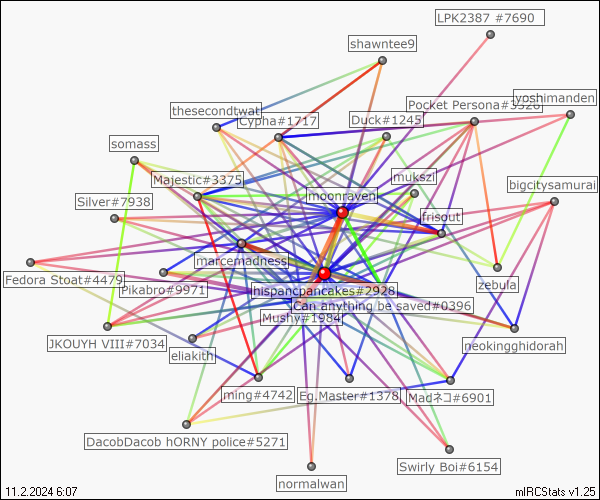 LPK2387 #7690
shawntee9
yoshimanden
Pocket Persona#3326
thesecondtwat
Cypha#1717
Duck#1245
somass
Majestic#3375
mukszi
bigcitysamurai
moonraven
Silver#7938
frisout
marcemadness
Fedora Stoat#4479
Pikabro#9971
hispancpancakes#2928
zebula
Can anything be saved#0396
Mushy#1984
JKOUYH VIII#7034
eliakith
neokingghidorah
ming#4742
Eg.Master#1378
Madネコ#6901
DacobDacob hORNY police#5271
Swirly Boi#6154
normalwan
11.2.2024 6:07
mIRCStats v1.25